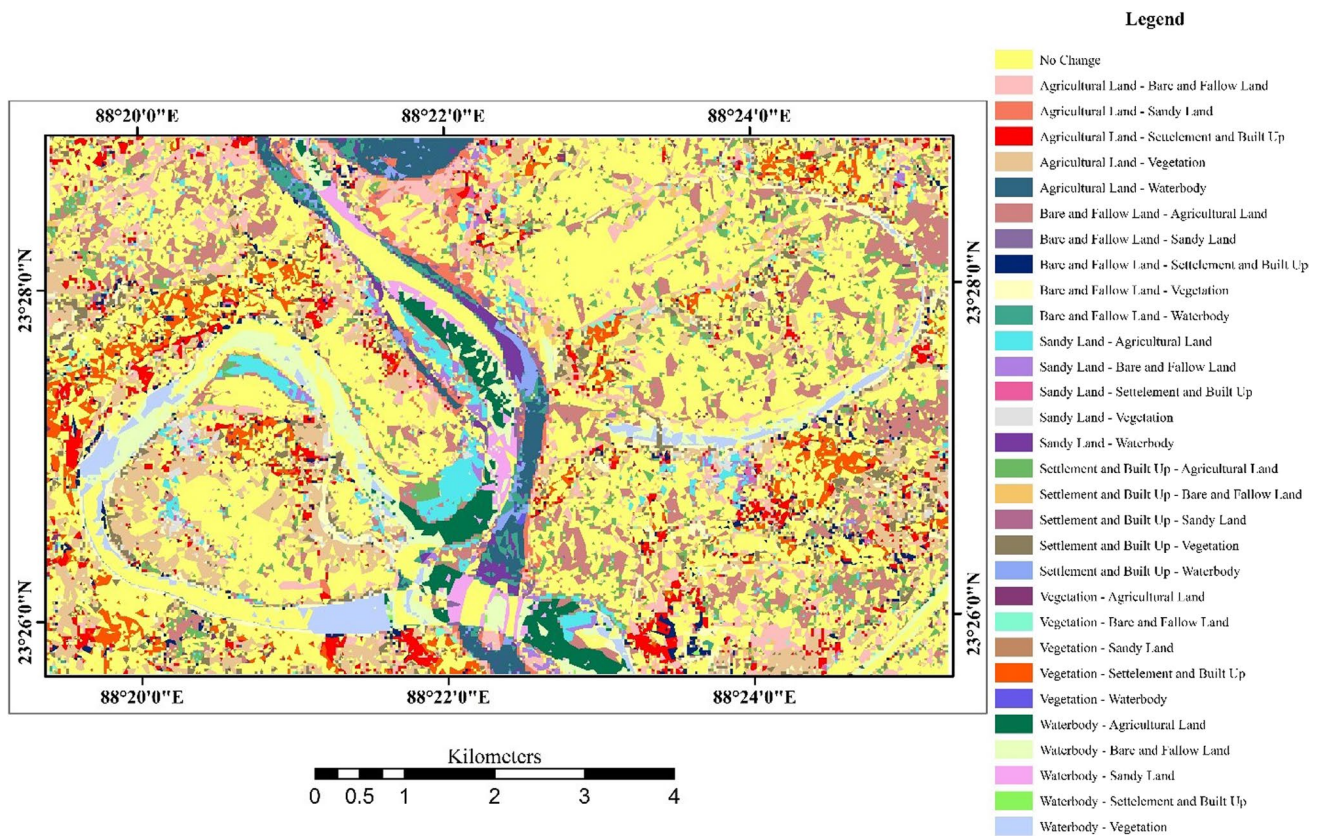 Legend
No Change
Agricultural Land - Bare and Fallow Land
Agricultural Land - Sandy Land
Agricultural Land - Settelement and Built Up
Agricultural Land - Vegetation
Agricultural Land - Waterbody
Bare and Fallow Land - Agricultural Land
Bare and Fallow Land - Sandy Land
Bare and Fallow Land - Settelement and Built Up
Bare and Fallow Land - Vegetation
Bare and Fallow Land - Waterbody
Sandy Land - Agricultural Land
Sandy Land - Bare and Fallow Land
Sandy Land - Settelement and Built Up
Sandy Land - Vegetation
Sandy Land - Waterbody
Settlement and Built Up - Agricultural Land
Settlement and Built Up - Bare and Fallow Land
Settlement and Built Up - Sandy Land
Settlement and Built Up - Vegetation
Settlement and Built Up - Waterbody
Vegetation - Agricultural Land
Vegetation - Bare and Fallow Land
Vegetation - Sandy Land
Vegetation - Settelement and Built Up
Vegetation - Waterbody
Waterbody - Agricultural Land
Waterbody - Bare and Fallow Land
Waterbody - Sandy Land
Waterbody - Settelement and Built Up
Waterbody - Vegetation
88°20'0"E 88°22'0"E 88°24'0"E
23°28'0"N 23°28'0"N
23°26'0"N 23°26'0"N
88°20'0"E 88°22'0"E 88°24'0"E
Kilometers
0 0.5 1 2 3 4